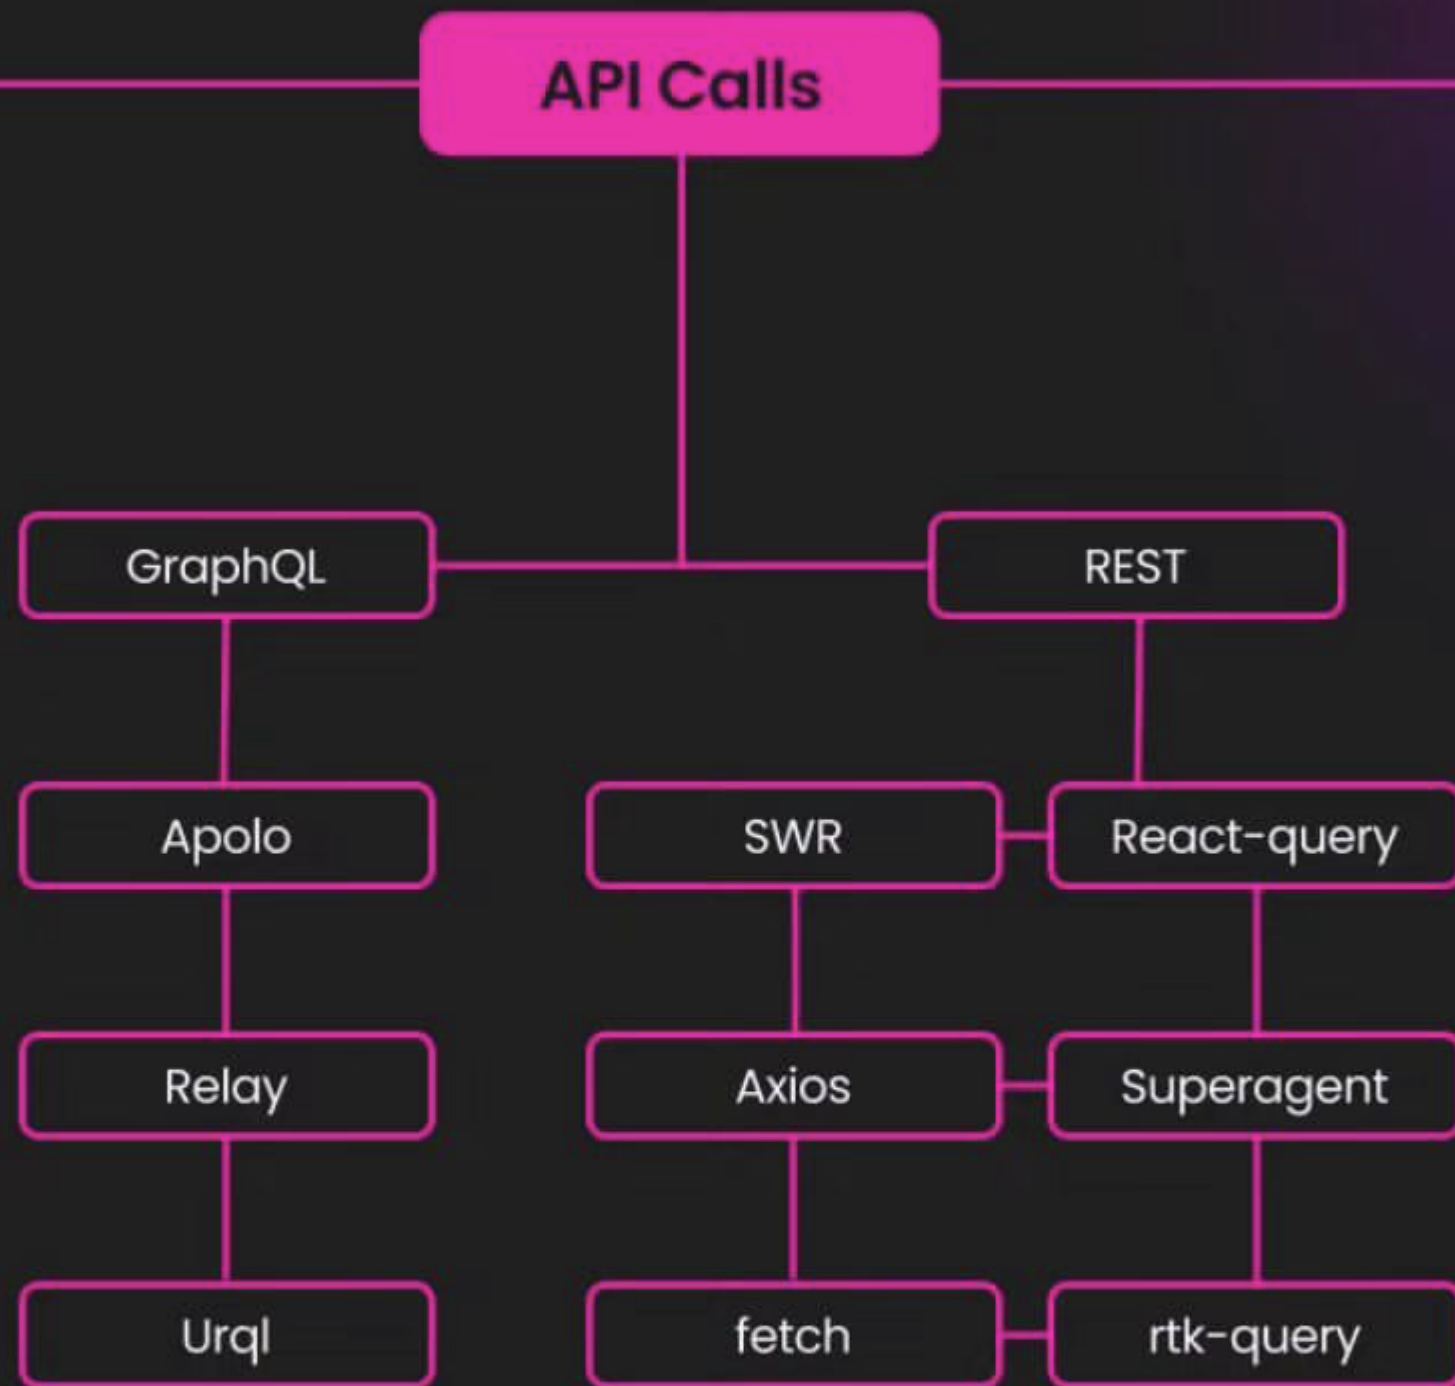 API Calls
GraphQL
REST
Apolo
SWR
React-query
Relay
Axios
Superagent
Urql
fetch
rtk-query